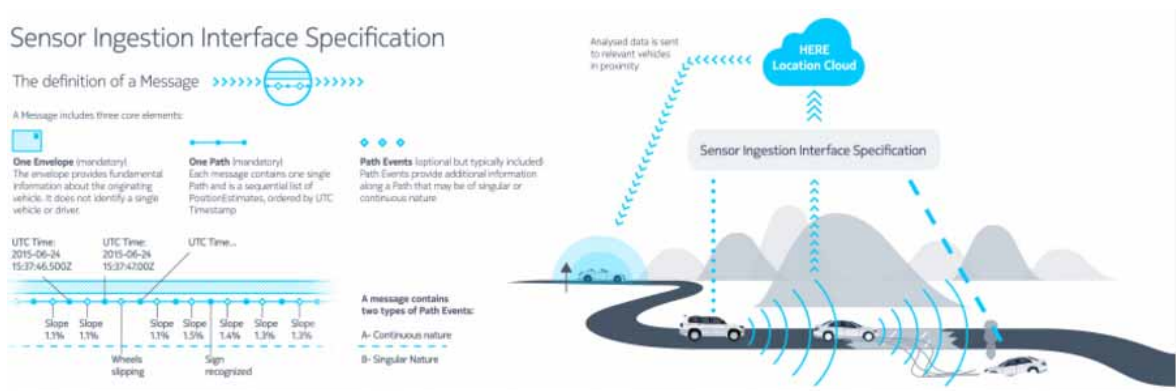 Sensor Ingestion Interface Specification
The definition of a Message
A Message includes three core elements:
One Envelope (mandatory)
The envelope provides fundamental
information about the originating
vehicle. It does not identify a single
vehicle or driver.
One Path (mandatory)
Each message contains one single
Path and is a sequential list of
PositionEstimates, ordered by UTC
Timestamp
Path Events (optional but typically included)
Path Events provide additional information
along a Path that may be of singular or
continuous nature
UTC Time:
2015-06-24
15:37:46.500Z
UTC Time:
2015-06-24
15:37:47.00Z
UTC Time...
Slope
1.1%
Slope
1.1%
Slope
1.1%
Slope
1.5%
Slope
1.4%
Slope
1.3%
Slope
1.3%
Wheels
slipping
Sign
recognized
A message contains
two types of Path Events:
A- Continuous nature
B- Singular Nature
Analysed data is sent
to relevant vehicles
in proximity
HERE
Location Cloud
Sensor Ingestion Interface Specification